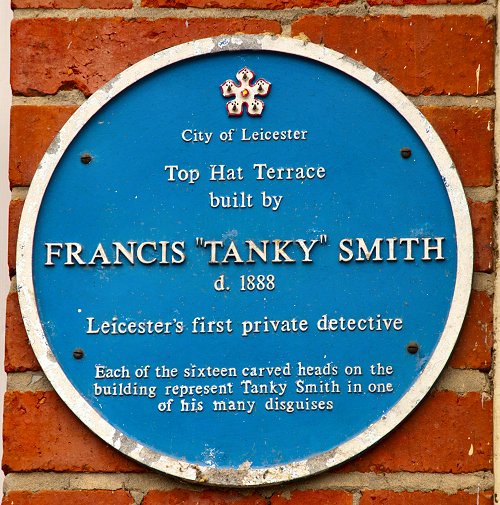 City of Leicester
Top Hat Terrace
built by
FRANCIS "TANKY" SMITH
d. 1888
Leicester's first private detective
Each of the sixteen carved heads on the
building represent Tanky Smith in one
of his many disguises